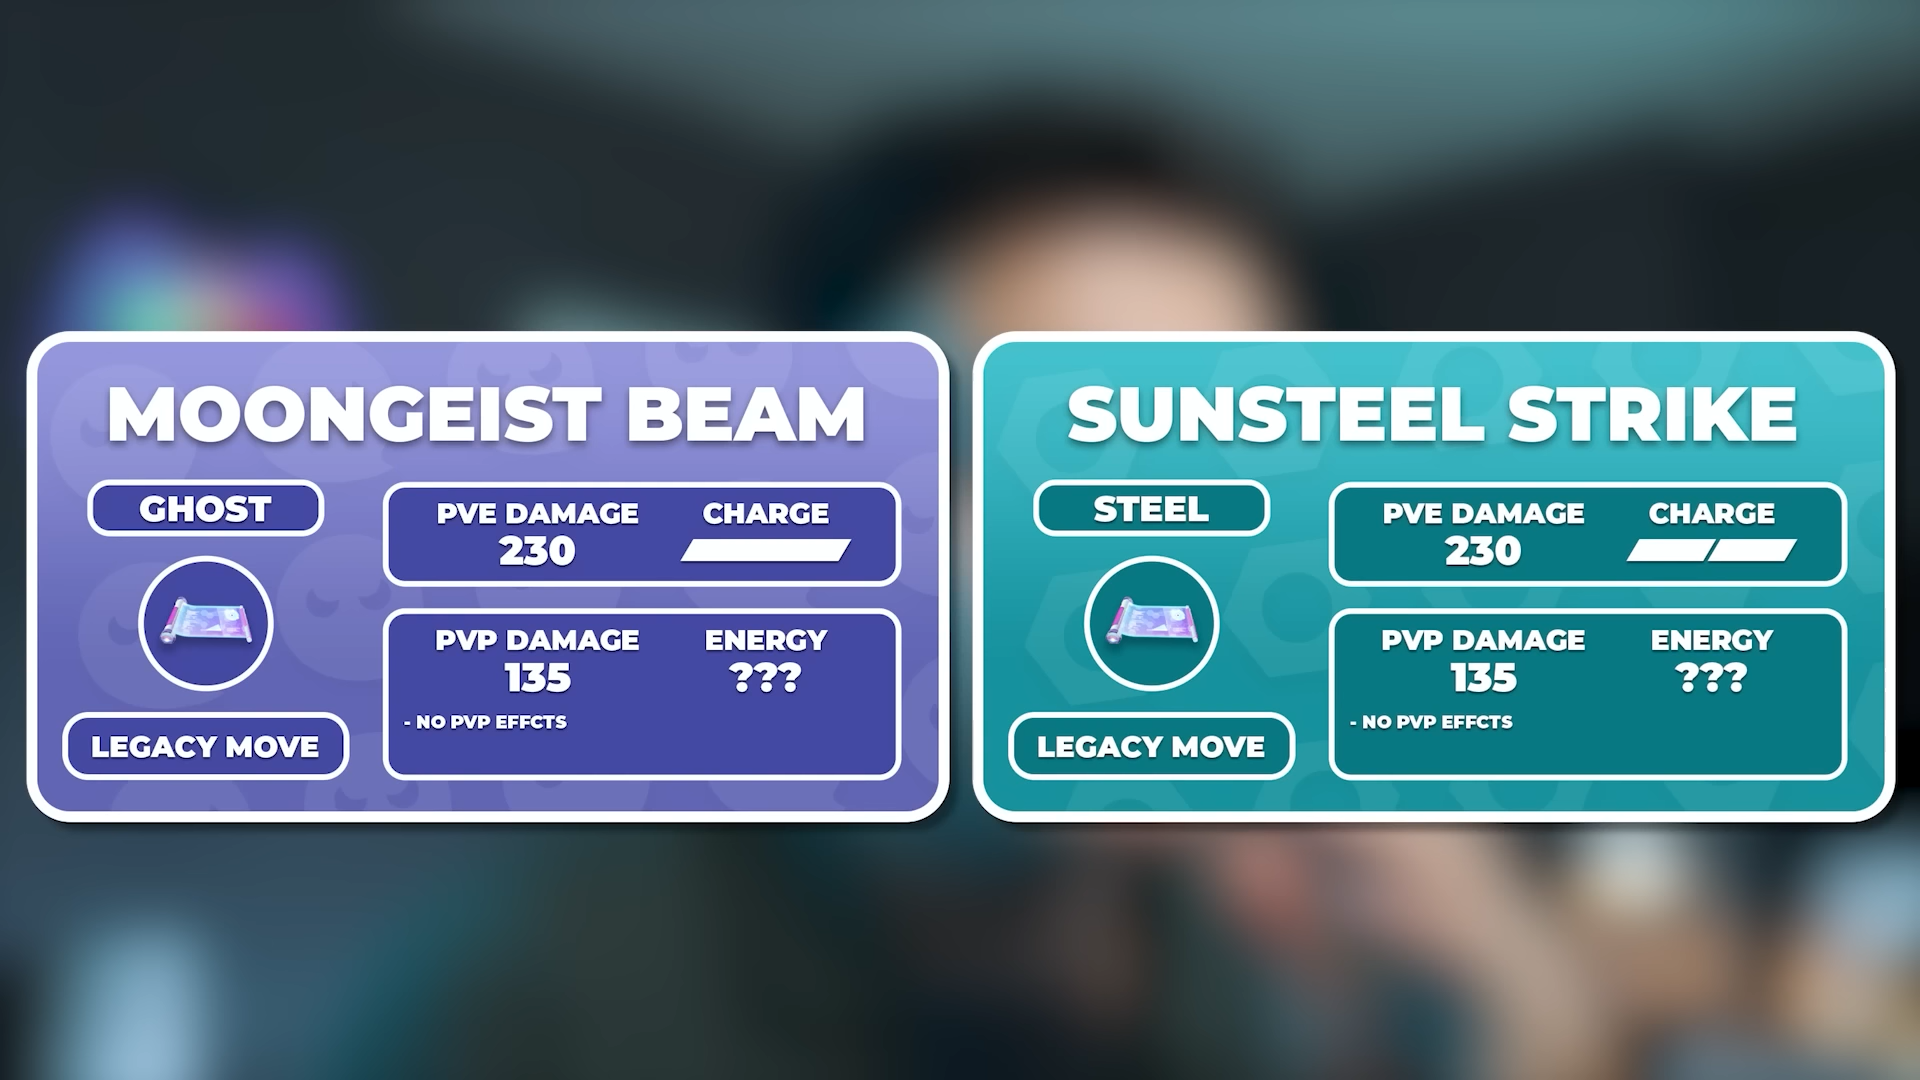 MOONGEIST BEAM
GHOST
PVE DAMAGE
230
CHARGE
PVP DAMAGE
135
ENERGY
???
- NO PVP EFFCTS
LEGACY MOVE
SUNSTEEL STRIKE
STEEL
PVE DAMAGE
230
CHARGE
PVP DAMAGE
135
ENERGY
???
- NO PVP EFFCTS
LEGACY MOVE